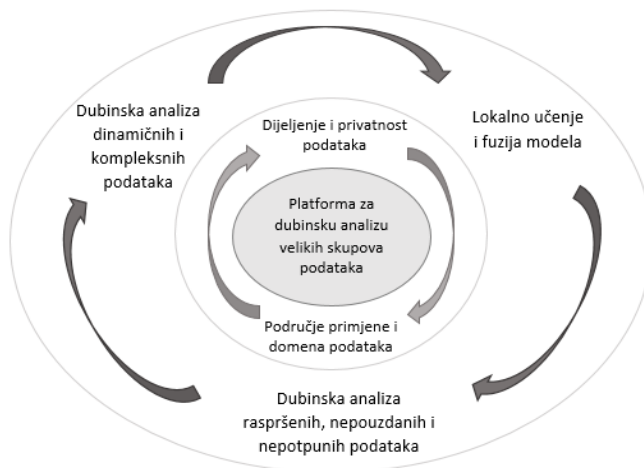 Dubinska analiza
dinamičnih i
kompleksnih
podataka
Lokalno učenje
i fuzija modela
Dijeljenje i privatnost
podataka
Platforma za
dubinsku analizu
velikih skupova
podataka
Područje primjene i
domena podataka
Dubinska analiza
raspršenih, nepouzdanih i
nepotpunih podataka